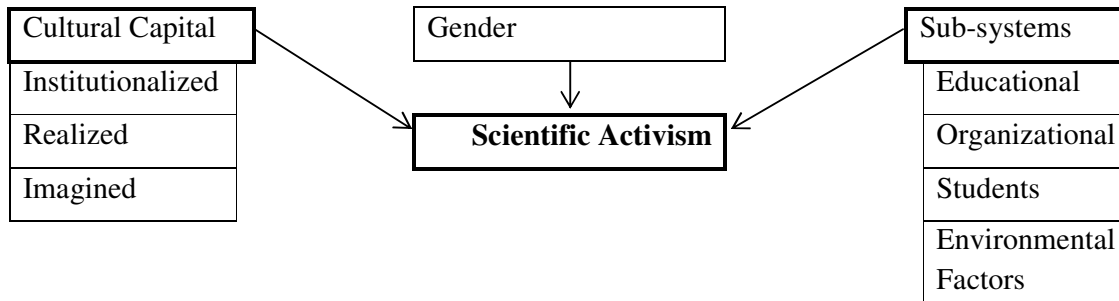 Cultural Capital
Institutionalized
Realized
Imagined
Gender
Scientific Activism
Sub-systems
Educational
Organizational
Students
Environmental
Factors